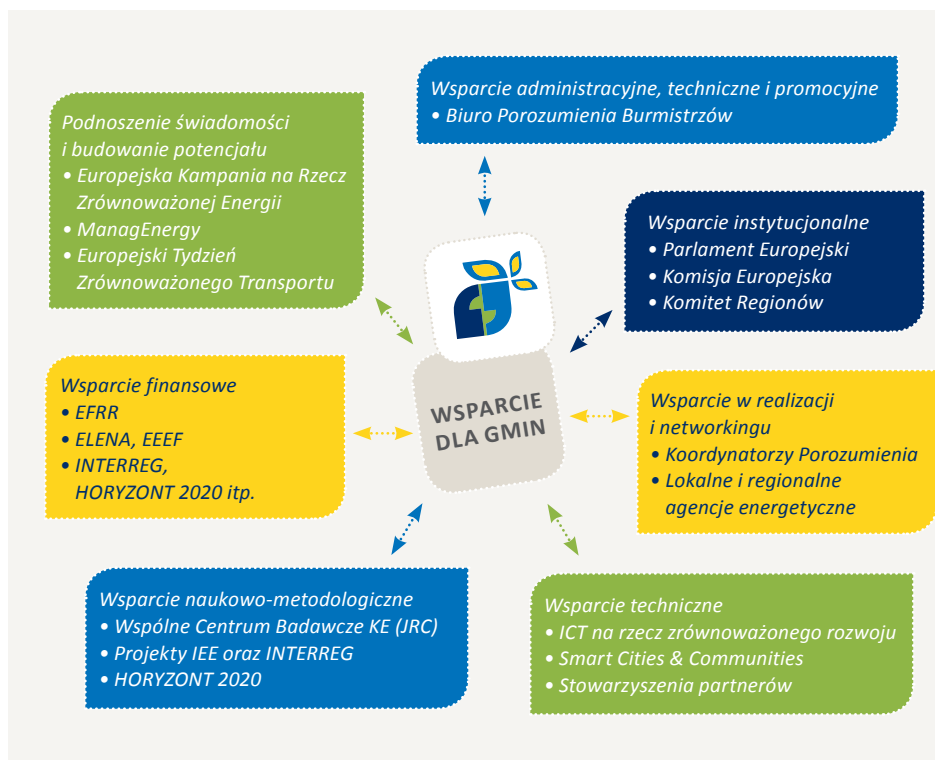 Wsparcie administracyjne, techniczne i promocyjne
• Biuro Porozumienia Burmistrzów
Podnoszenie świadomości
i budowanie potencjału
• Europejska Kampania na Rzecz
Zrównoważonej Energii
• ManagEnergy
• Europejski Tydzień
Zrównoważonego Transportu
Wsparcie instytucjonalne
• Parlament Europejski
• Komisja Europejska
• Komitet Regionów
Wsparcie finansowe
• EFRR
• ELENA, EEEF
• INTERREG,
HORYZONT 2020 itp.
WSPARCIE
DLA GMIN
Wsparcie w realizacji
i networkingu
• Koordynatorzy Porozumienia
• Lokalne i regionalne
agencje energetyczne
Wsparcie naukowo-metodologiczne
• Wspólne Centrum Badawcze KE (JRC)
• Projekty IEE oraz INTERREG
• HORYZONT 2020
Wsparcie techniczne
• ICT na rzecz zrównoważonego rozwoju
• Smart Cities & Communities
• Stowarzyszenia partnerów